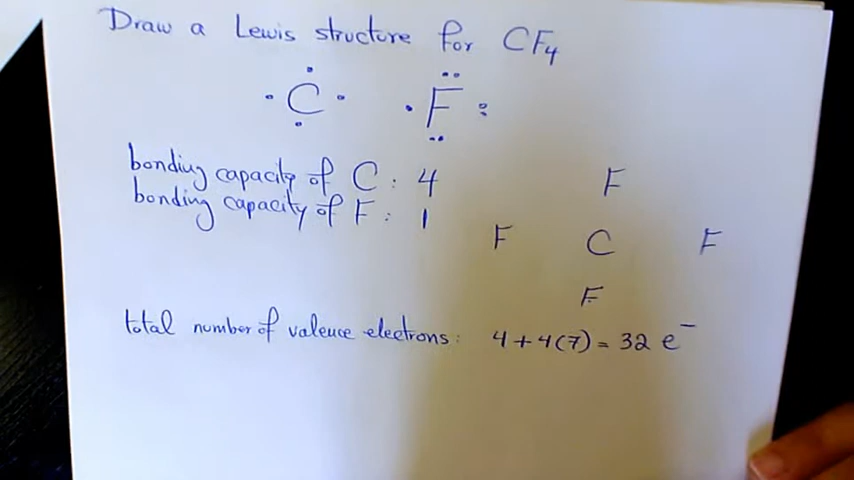 Draw a Lewis structure for CF₄
C F
bonding capacity of C : 4
bonding capacity of F : 1
F
F C F
F
total number of valence electrons : 4 + 4(7) = 32 e⁻